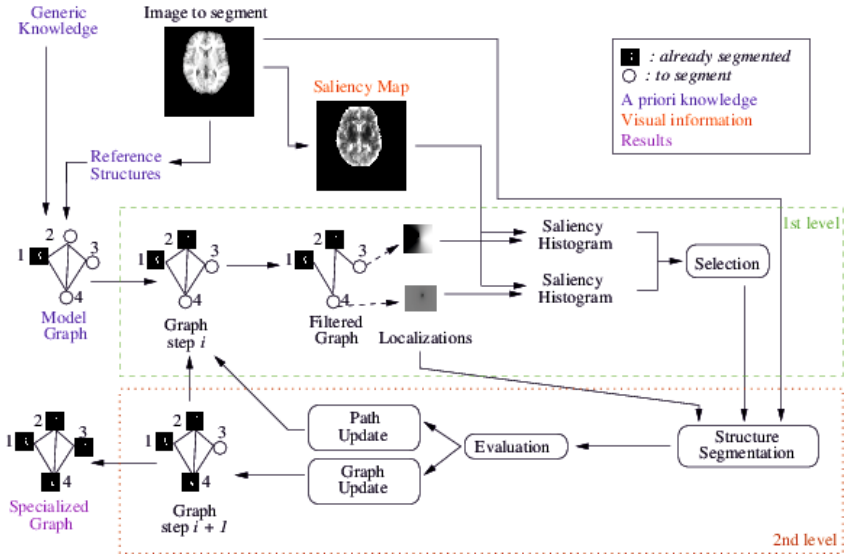 Generic
Knowledge
Image to segment
Saliency Map
: already segmented
: to segment
A priori knowledge
Visual information
Results
Reference
Structures
1st level
1
2
3
4
Model
Graph
1
2
3
4
Graph
step i
1
2
3
4
Filtered
Graph
Localizations
Saliency
Histogram
Saliency
Histogram
Selection
1
2
3
4
Specialized
Graph
1
2
3
4
Graph
step i + 1
Path
Update
Graph
Update
Evaluation
Structure
Segmentation
2nd level